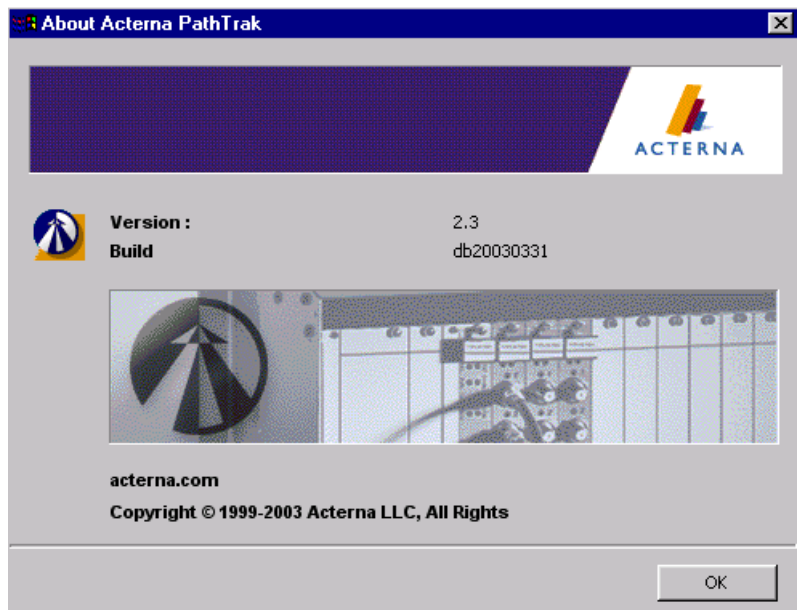 About Acterna PathTrak
ACTERNA
Version : 2.3
Build db20030331
acterna.com
Copyright © 1999-2003 Acterna LLC, All Rights
OK